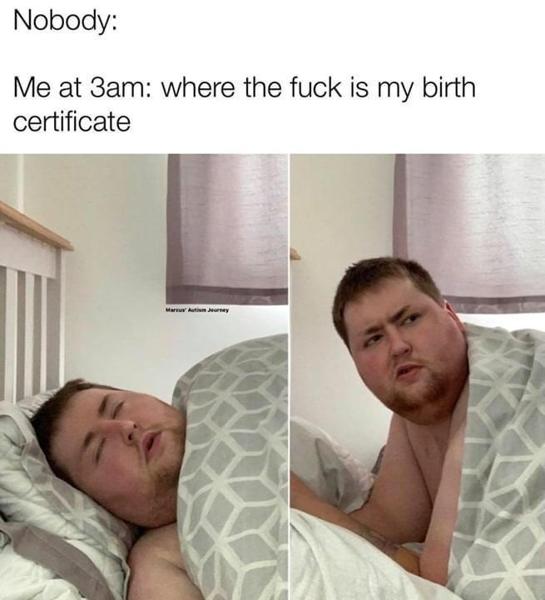 Nobody:
Me at 3am: where the fuck is my birth
certificate
Marcus' Autism Journey